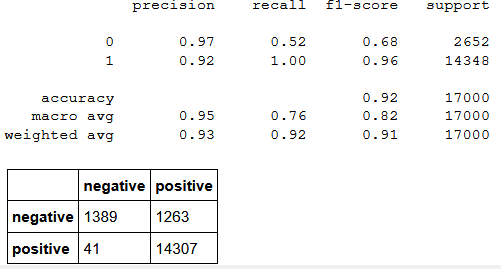 precision recall f1-score support
0 0.97 0.52 0.68 2652
1 0.92 1.00 0.96 14348
accuracy 0.92 17000
macro avg 0.95 0.76 0.82 17000
weighted avg 0.93 0.92 0.91 17000
negative positive
negative 1389 1263
positive 41 14307